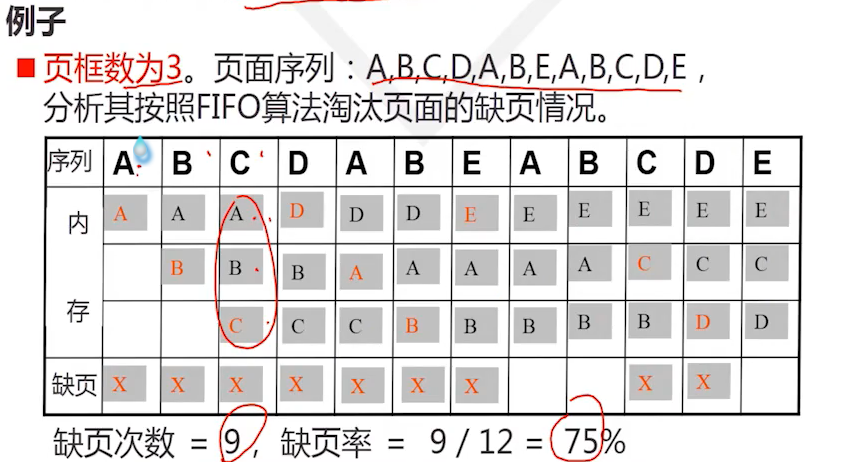 例子
■ 页框数为3。页面序列：A,B,C,D,A,B,E,A,B,C,D,E，
分析其按照FIFO算法淘汰页面的缺页情况。
序列 A B C D A B E A B C D E
内 A A A D D D E E E E E E
B B B A A A A A C C C
存 C C C B B B B B D D
缺页 X X X X X X X X X
缺页次数 = 9，缺页率 = 9 / 12 = 75%